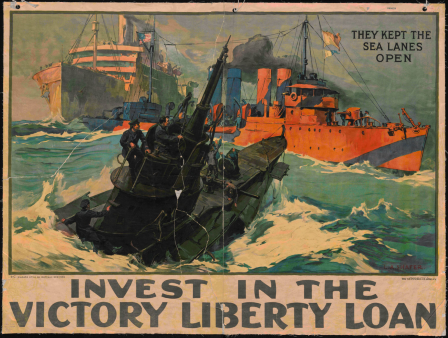 THEY KEPT THE
SEA LANES
OPEN
INVEST IN THE
VICTORY LIBERTY LOAN